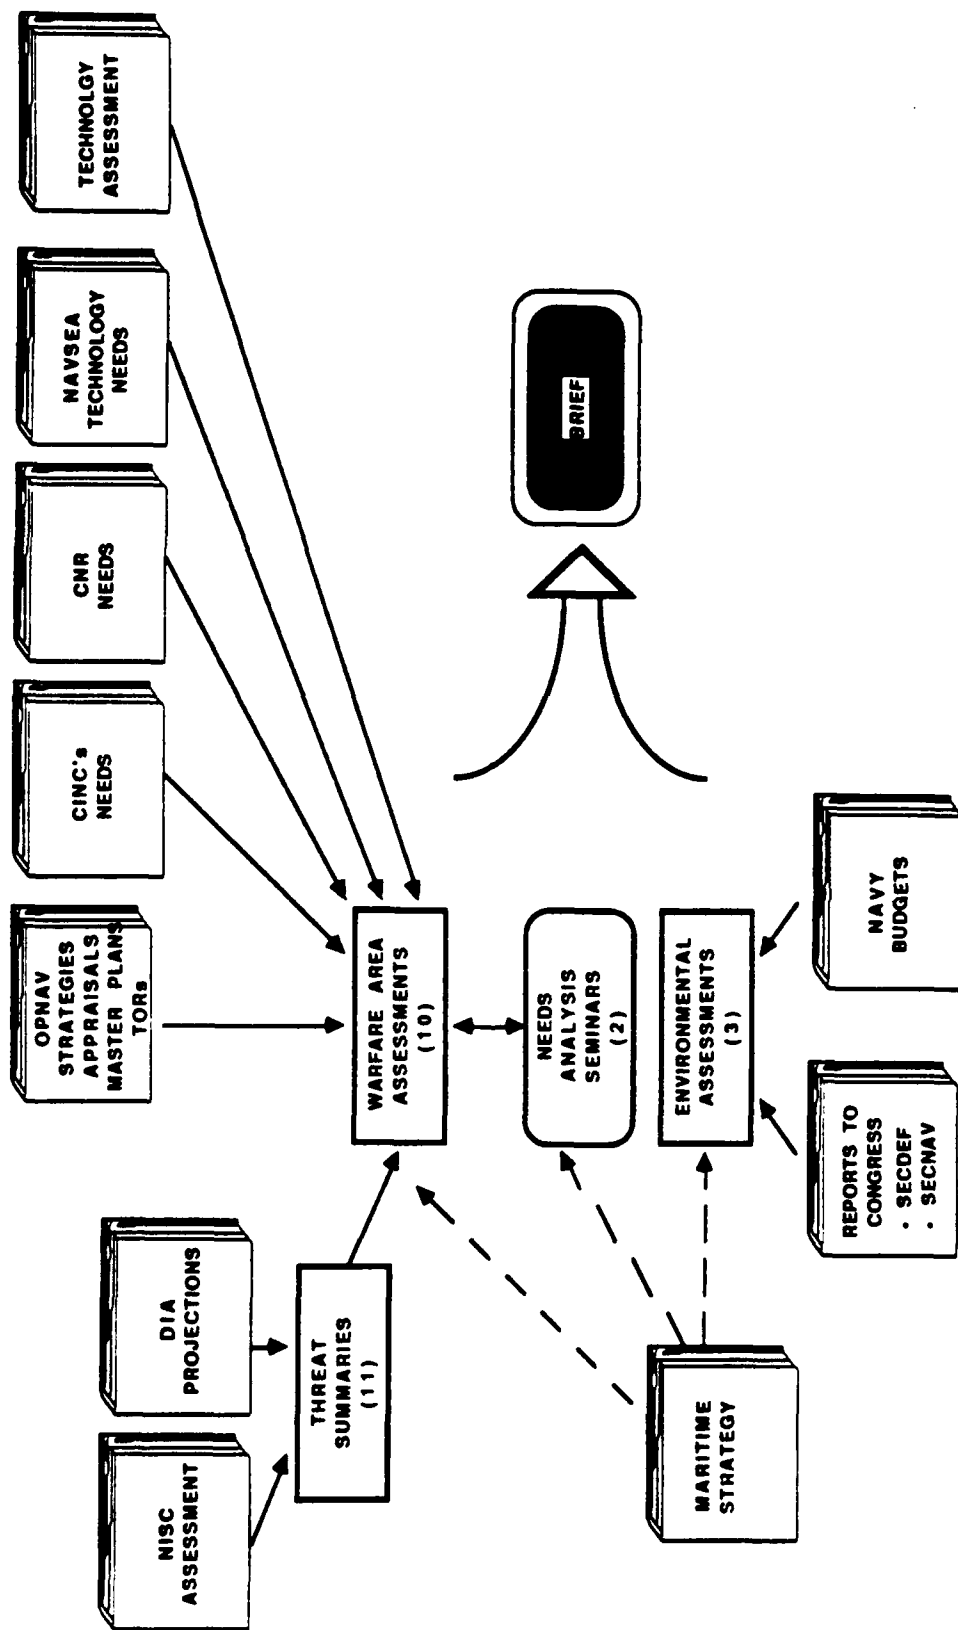 NISC
ASSESSMENT
DIA
PROJECTIONS
OPNAV
STRATEGIES
APPRAISALS
MASTER PLANS
TORs
CINC's
NEEDS
CNR
NEEDS
NAVSEA
TECHNOLOGY
NEEDS
TECHNOLGY
ASSESSMENT
THREAT
SUMMARIES
(11)
WARFARE AREA
ASSESSMENTS
(10)
NEEDS
ANALYSIS
SEMINARS
(2)
BRIEF
MARITIME
STRATEGY
ENVIRONMENTAL
ASSESSMENTS
(3)
REPORTS TO
CONGRESS
· SECDEF
· SECNAV
NAVY
BUDGETS